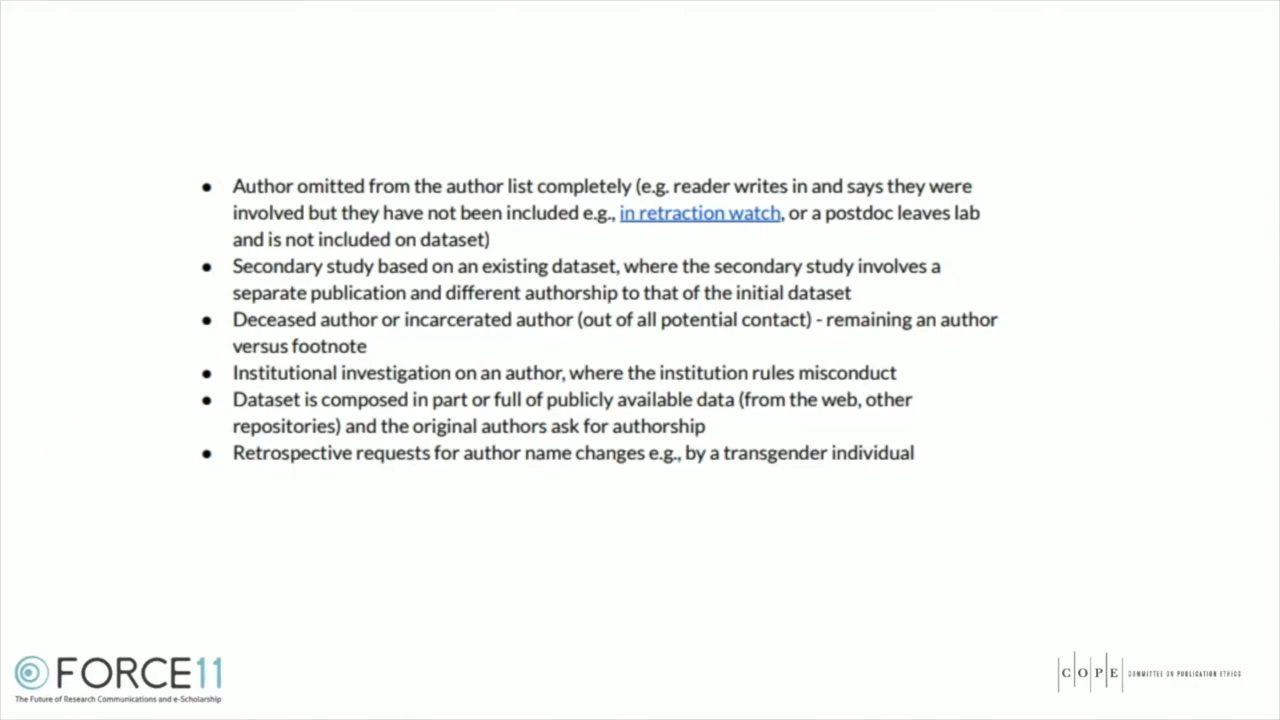 ● Author omitted from the author list completely (e.g. reader writes in and says they were
involved but they have not been included e.g., in retraction watch, or a postdoc leaves lab
and is not included on dataset)
● Secondary study based on an existing dataset, where the secondary study involves a
separate publication and different authorship to that of the initial dataset
● Deceased author or incarcerated author (out of all potential contact) - remaining an author
versus footnote
● Institutional investigation on an author, where the institution rules misconduct
● Dataset is composed in part or full of publicly available data (from the web, other
repositories) and the original authors ask for authorship
● Retrospective requests for author name changes e.g., by a transgender individual
FORCE11
The Future of Research Communications and e-Scholarship
COPE COMMITTEE ON PUBLICATION ETHICS